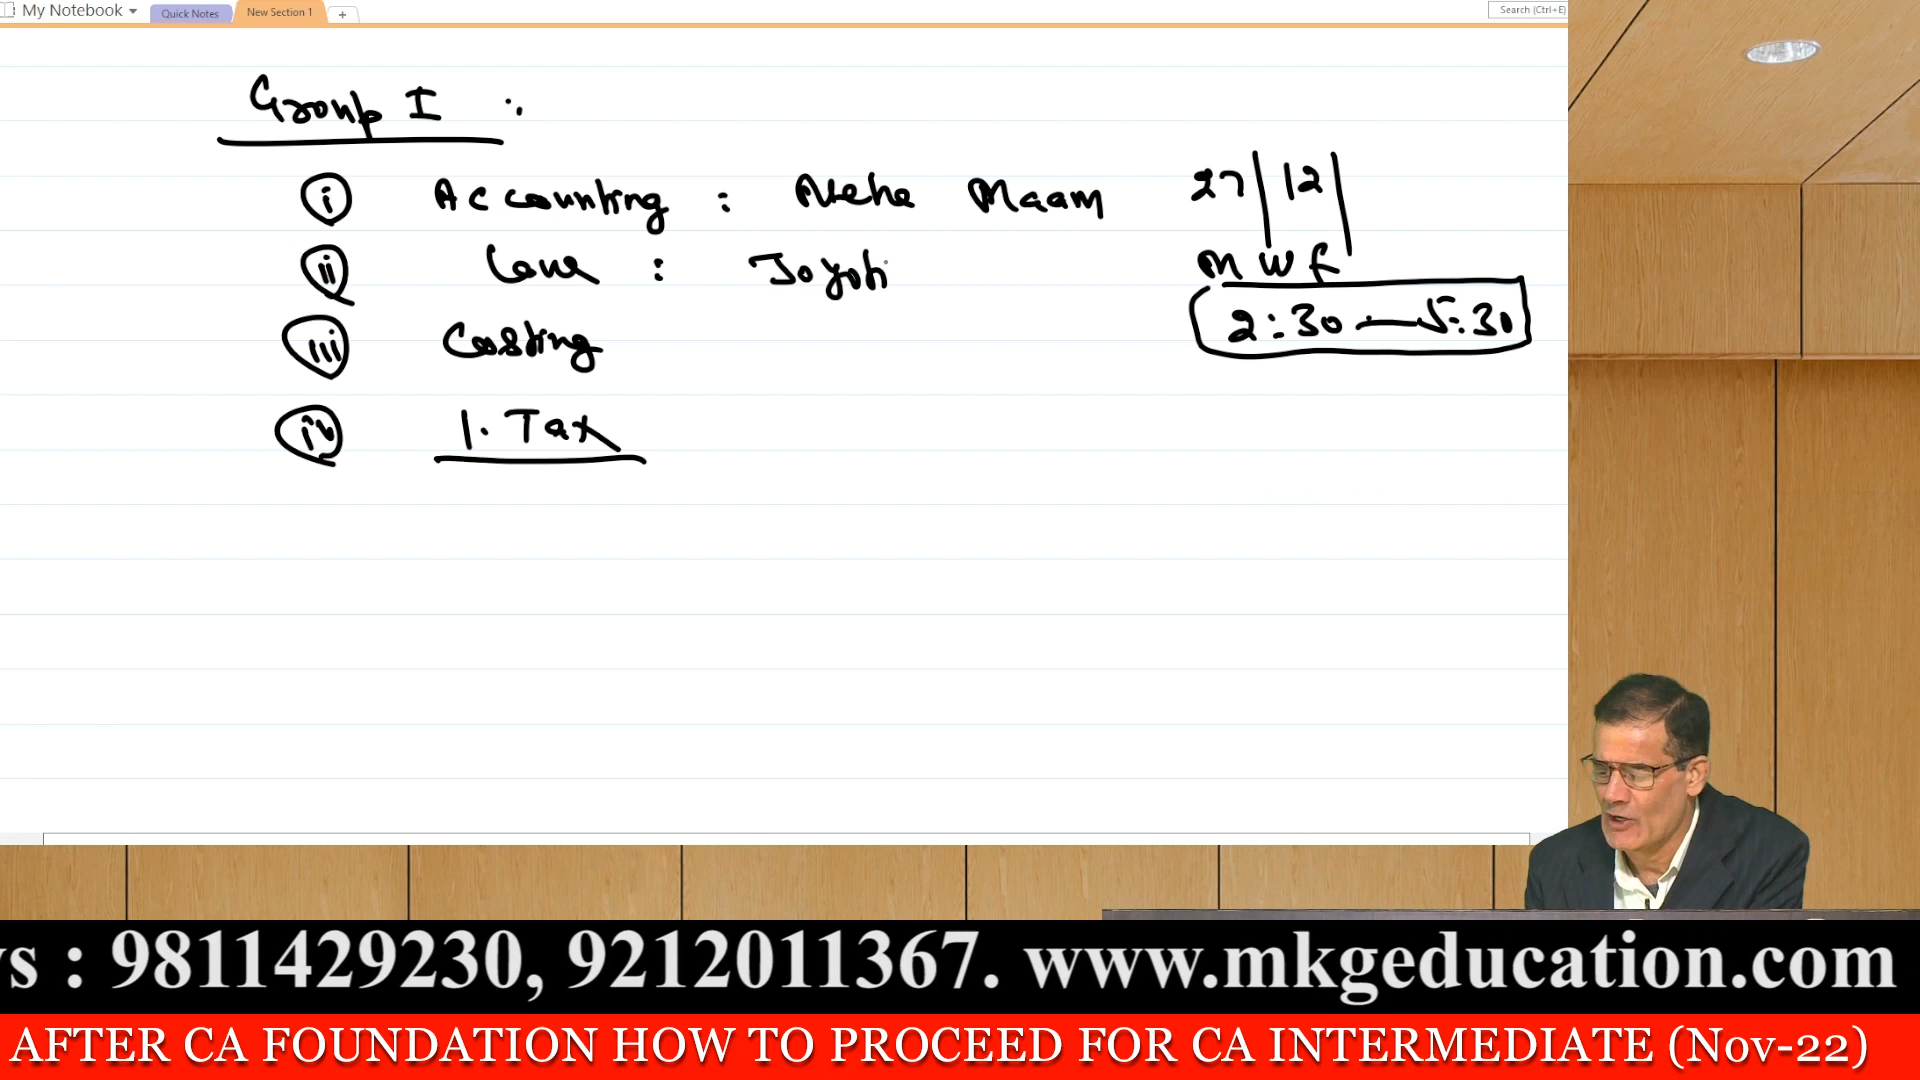 My Notebook Quick Notes New Section 1 + Search (Ctrl+E)
Group I :
i Accounting : Neha Maam 27/12/
ii Law : Joyoti M W F
2:30 — 5:30
iii Costing
iv I. Tax
s : 9811429230, 9212011367. www.mkgeducation.com
AFTER CA FOUNDATION HOW TO PROCEED FOR CA INTERMEDIATE (Nov-22)